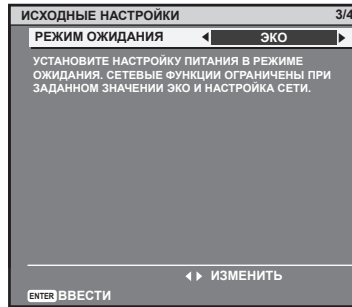 ИСХОДНЫЕ НАСТРОЙКИ 3/4
РЕЖИМ ОЖИДАНИЯ ЭКО
УСТАНОВИТЕ НАСТРОЙКУ ПИТАНИЯ В РЕЖИМЕ
ОЖИДАНИЯ. СЕТЕВЫЕ ФУНКЦИИ ОГРАНИЧЕНЫ ПРИ
ЗАДАННОМ ЗНАЧЕНИИ ЭКО И НАСТРОЙКА СЕТИ.
ИЗМЕНИТЬ
ENTER ВВЕСТИ